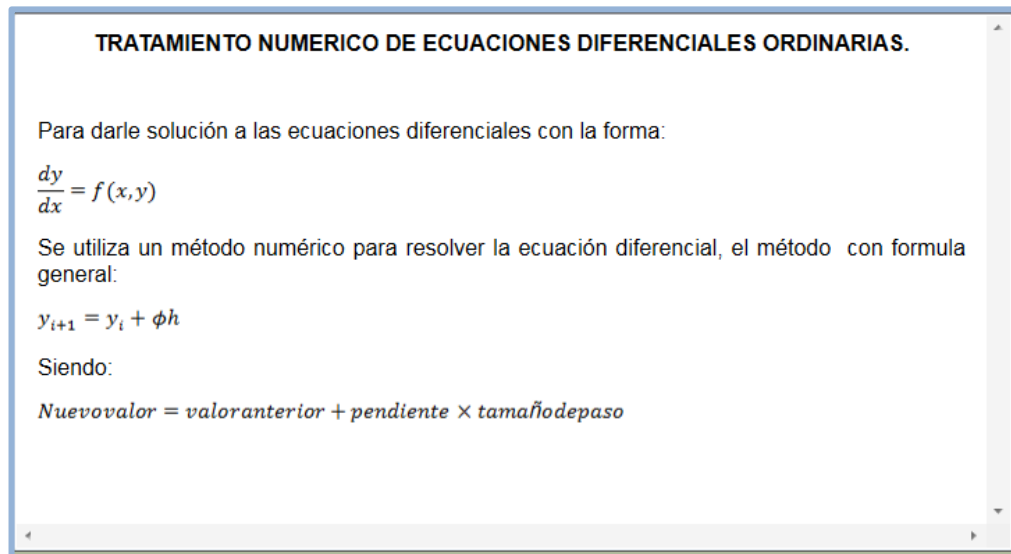 TRATAMIENTO NUMERICO DE ECUACIONES DIFERENCIALES ORDINARIAS.
Para darle solución a las ecuaciones diferenciales con la forma:
dy/dx = f(x,y)
Se utiliza un método numérico para resolver la ecuación diferencial, el método con formula
general:
y_{i+1} = y_i + ϕh
Siendo:
Nuevovalor = valoranterior + pendiente × tamañodepaso